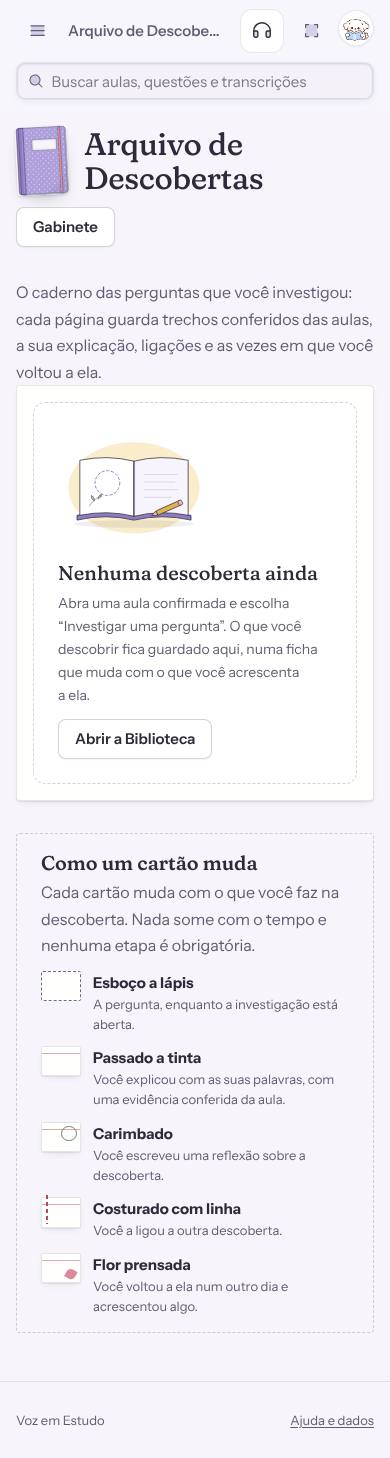 Arquivo de Descobe...
Buscar aulas, questões e transcrições
Arquivo de
Descobertas
Gabinete
O caderno das perguntas que você investigou:
cada página guarda trechos conferidos das aulas,
a sua explicação, ligações e as vezes em que você
voltou a ela.
Nenhuma descoberta ainda
Abra uma aula confirmada e escolha
“Investigar uma pergunta”. O que você
descobrir fica guardado aqui, numa ficha
que muda com o que você acrescenta
a ela.
Abrir a Biblioteca
Como um cartão muda
Cada cartão muda com o que você faz na
descoberta. Nada some com o tempo e
nenhuma etapa é obrigatória.
Esboço a lápis
A pergunta, enquanto a investigação está
aberta.
Passado a tinta
Você explicou com as suas palavras, com
uma evidência conferida da aula.
Carimbado
Você escreveu uma reflexão sobre a
descoberta.
Costurado com linha
Você a ligou a outra descoberta.
Flor prensada
Você voltou a ela num outro dia e
acrescentou algo.
Voz em Estudo
Ajuda e dados